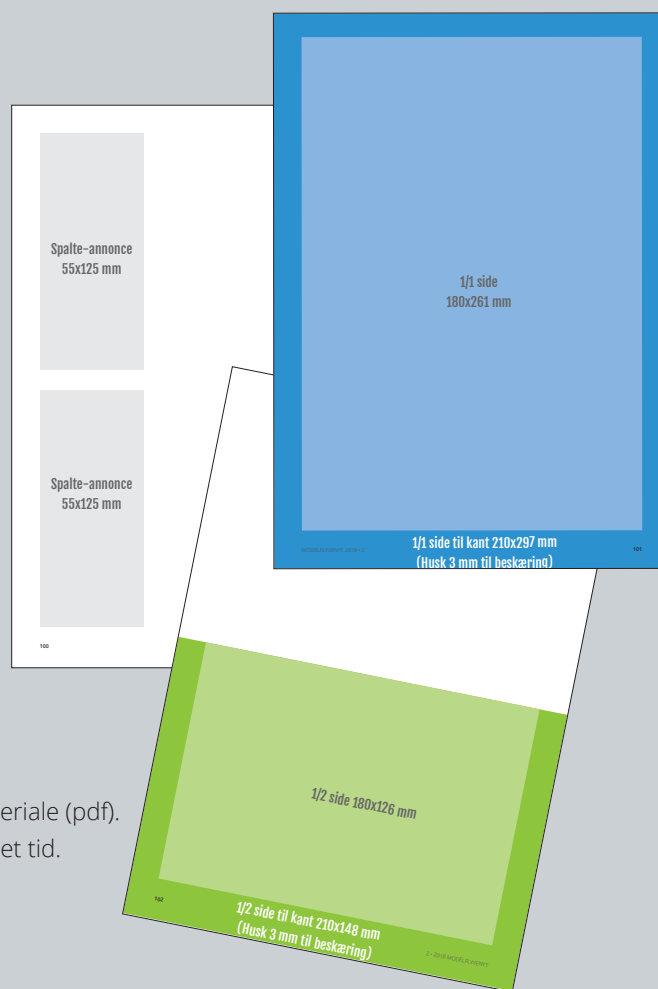 Spalte-annonce
55x125 mm
Spalte-annonce
55x125 mm
100
1/1 side
180x261 mm
1/1 side til kant 210x297 mm
(Husk 3 mm til beskæring)
101
1/2 side 180x126 mm
1/2 side til kant 210x148 mm
(Husk 3 mm til beskæring)
102
eriale (pdf).
et tid.